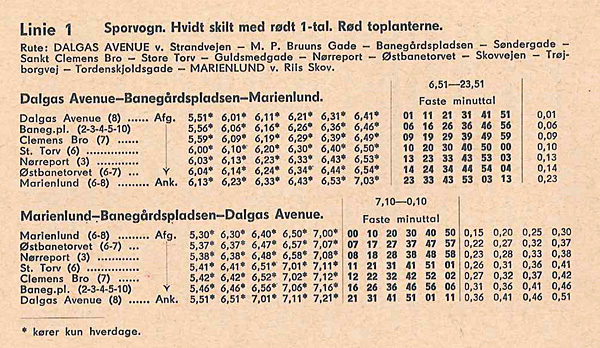 Linie 1 Sporvogn. Hvidt skilt med rødt 1-tal. Rød toplanterne.
Rute: DALGAS AVENUE v. Strandvejen – M. P. Bruuns Gade – Banegårdspladsen – Søndergade –
Sankt Clemens Bro – Store Torv – Guldsmedgade – Nørreport – Østbanetorvet – Skovvejen – Trøj-
borgvej – Tordenskjoldsgade – MARIENLUND v. Riis Skov.
Dalgas Avenue–Banegårdspladsen–Marienlund.
6,51—23,51
Faste minuttal
Dalgas Avenue (8) ...... Afg. 5,51* 6,01* 6,11* 6,21* 6,31* 6,41* 01 11 21 31 41 51 0,01
Baneg.pl. (2-3-4-5-10) 5,56* 6,06* 6,16* 6,26* 6,36* 6,46* 06 16 26 36 46 56 0,06
Clemens Bro (7) ...... 5,59* 6,09* 6,19* 6,29* 6,39* 6,49* 09 19 29 39 49 59 0,09
St. Torv (6) ............ 6,00* 6,10* 6,20* 6,30* 6,40* 6,50* 10 20 30 40 50 00 0,10
Nørreport (3) ............ 6,03* 6,13* 6,23* 6,33* 6,43* 6,53* 13 23 33 43 53 03 0,13
Østbanetorvet (6-7) ... 6,04* 6,14* 6,24* 6,34* 6,44* 6,54* 14 24 34 44 54 04 0,14
Marienlund (6-8) ...... Ank. 6,13* 6,23* 6,33* 6,43* 6,53* 7,03* 23 33 43 53 03 13 0,23
Marienlund–Banegårdspladsen–Dalgas Avenue.
7,10—0,10
Faste minuttal
Marienlund (6-8) ...... Afg. 5,30* 6,30* 6,40* 6,50* 7,00* 00 10 20 30 40 50 0,15 0,20 0,25 0,30
Østbanetorvet (6-7) ... 5,37* 6,37* 6,47* 6,57* 7,07* 07 17 27 37 47 57 0,22 0,27 0,32 0,37
Nørreport (3) ............ 5,38* 6,38* 6,48* 6,58* 7,08* 08 18 28 38 48 58 0,23 0,28 0,33 0,38
St. Torv (6) ............ 5,41* 6,41* 6,51* 7,01* 7,11* 11 21 31 41 51 01 0,26 0,31 0,36 0,41
Clemens Bro (7) ...... 5,42* 6,42* 6,52* 7,02* 7,12* 12 22 32 42 52 02 0,27 0,32 0,37 0,42
Baneg.pl. (2-3-4-5-10) 5,46* 6,46* 6,56* 7,06* 7,16* 16 26 36 46 56 06 0,31 0,36 0,41 0,46
Dalgas Avenue (8) ...... Ank. 5,51* 6,51* 7,01* 7,11* 7,21* 21 31 41 51 01 11 0,36 0,41 0,46 0,51
* kører kun hverdage.